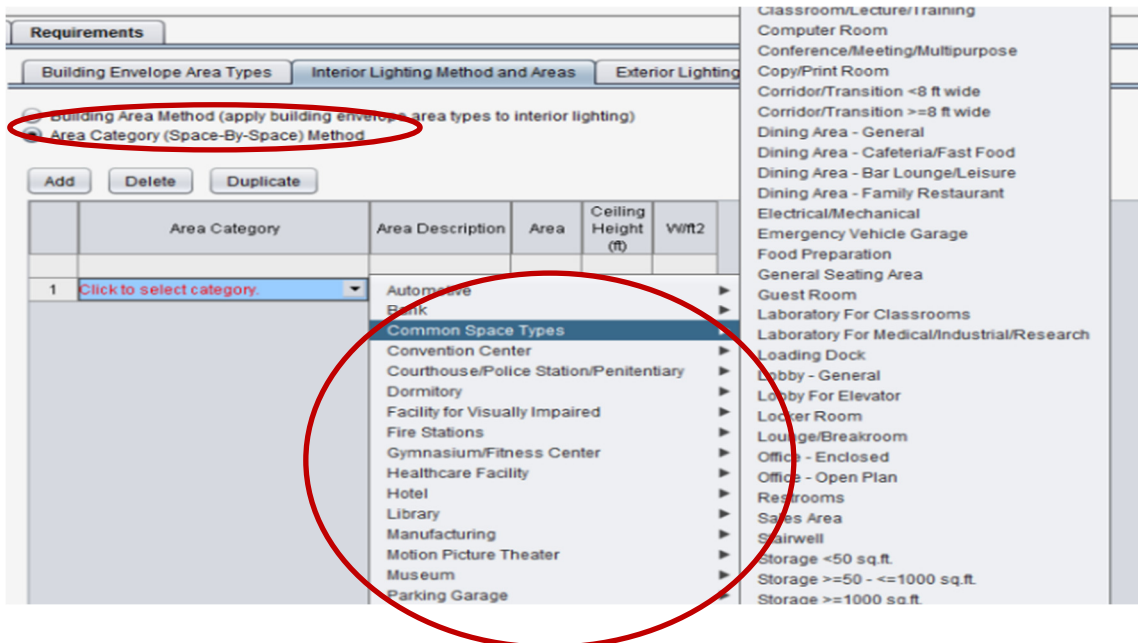 Requirements
Building Envelope Area Types
Interior Lighting Method and Areas
Exterior Lighting
Building Area Method (apply building envelope area types to interior lighting)
Area Category (Space-By-Space) Method
Add
Delete
Duplicate
Area Category
Area Description
Area
Ceiling
Height
(ft)
W/ft2
1
Click to select category.
Automotive
Bank
Common Space Types
Convention Center
Courthouse/Police Station/Penitentiary
Dormitory
Facility for Visually Impaired
Fire Stations
Gymnasium/Fitness Center
Healthcare Facility
Hotel
Library
Manufacturing
Motion Picture Theater
Museum
Parking Garage
Classroom/Lecture/Training
Computer Room
Conference/Meeting/Multipurpose
Copy/Print Room
Corridor/Transition <8 ft wide
Corridor/Transition >=8 ft wide
Dining Area - General
Dining Area - Cafeteria/Fast Food
Dining Area - Bar Lounge/Leisure
Dining Area - Family Restaurant
Electrical/Mechanical
Emergency Vehicle Garage
Food Preparation
General Seating Area
Guest Room
Laboratory For Classrooms
Laboratory For Medical/Industrial/Research
Loading Dock
Lobby - General
Lobby For Elevator
Locker Room
Lounge/Breakroom
Office - Enclosed
Office - Open Plan
Restrooms
Sales Area
Stairwell
Storage <50 sq.ft.
Storage >=50 - <=1000 sq.ft.
Storage >=1000 sq.ft.